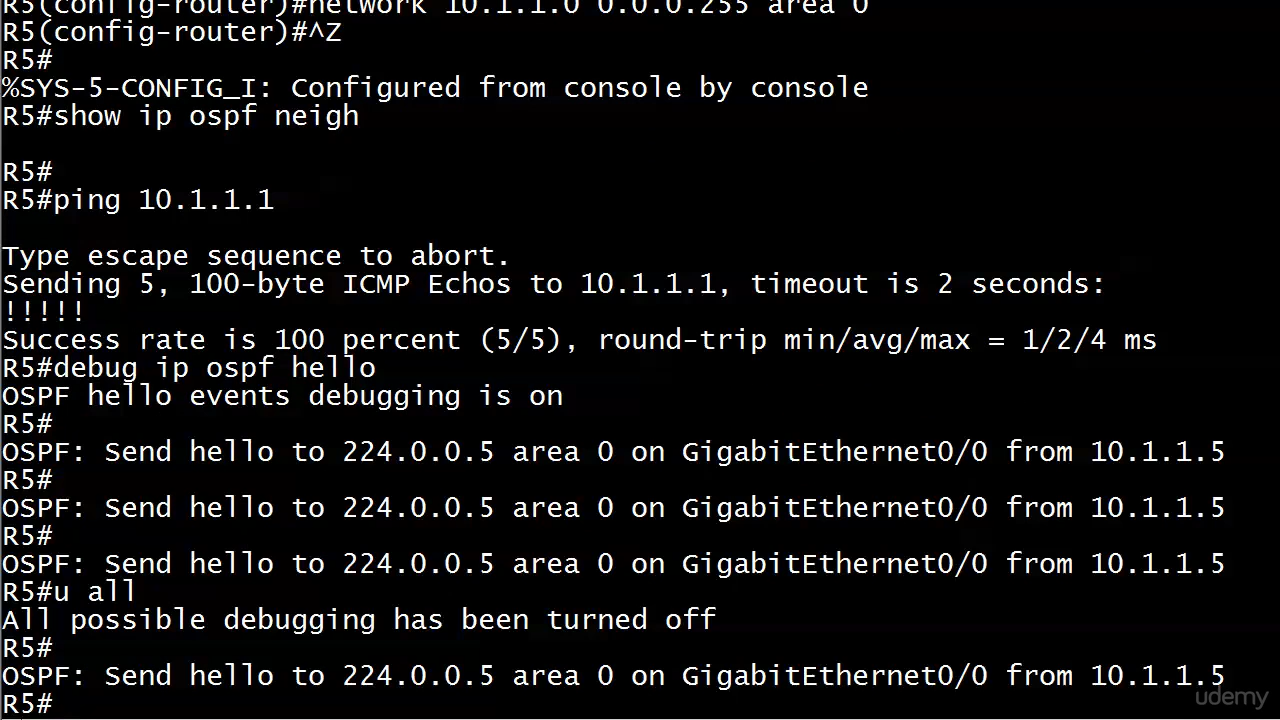 R5(config-router)#network 10.1.1.0 0.0.0.255 area 0
R5(config-router)#^Z
R5#
%SYS-5-CONFIG_I: Configured from console by console
R5#show ip ospf neigh
R5#
R5#ping 10.1.1.1
Type escape sequence to abort.
Sending 5, 100-byte ICMP Echos to 10.1.1.1, timeout is 2 seconds:
!!!!!
Success rate is 100 percent (5/5), round-trip min/avg/max = 1/2/4 ms
R5#debug ip ospf hello
OSPF hello events debugging is on
R5#
OSPF: Send hello to 224.0.0.5 area 0 on GigabitEthernet0/0 from 10.1.1.5
R5#
OSPF: Send hello to 224.0.0.5 area 0 on GigabitEthernet0/0 from 10.1.1.5
R5#
OSPF: Send hello to 224.0.0.5 area 0 on GigabitEthernet0/0 from 10.1.1.5
R5#u all
All possible debugging has been turned off
R5#
OSPF: Send hello to 224.0.0.5 area 0 on GigabitEthernet0/0 from 10.1.1.5
R5#
udemy